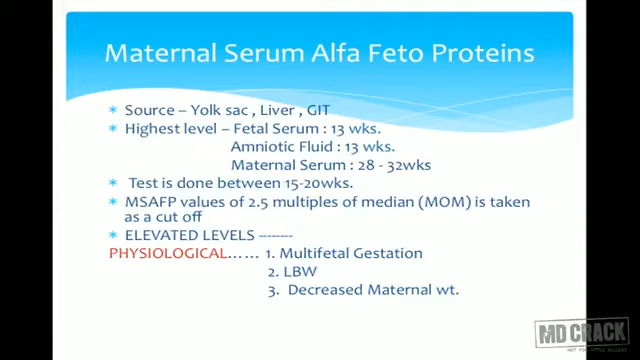 Maternal Serum Alfa Feto Proteins
* Source – Yolk sac , Liver , GIT
* Highest level – Fetal Serum : 13 wks.
Amniotic Fluid : 13 wks.
Maternal Serum : 28 - 32wks
* Test is done between 15-20wks.
* MSAFP values of 2.5 multiples of median (MOM) is taken
as a cut off
* ELEVATED LEVELS --------
PHYSIOLOGICAL…… 1. Multifetal Gestation
2. LBW
3. Decreased Maternal wt.
MD CRACK